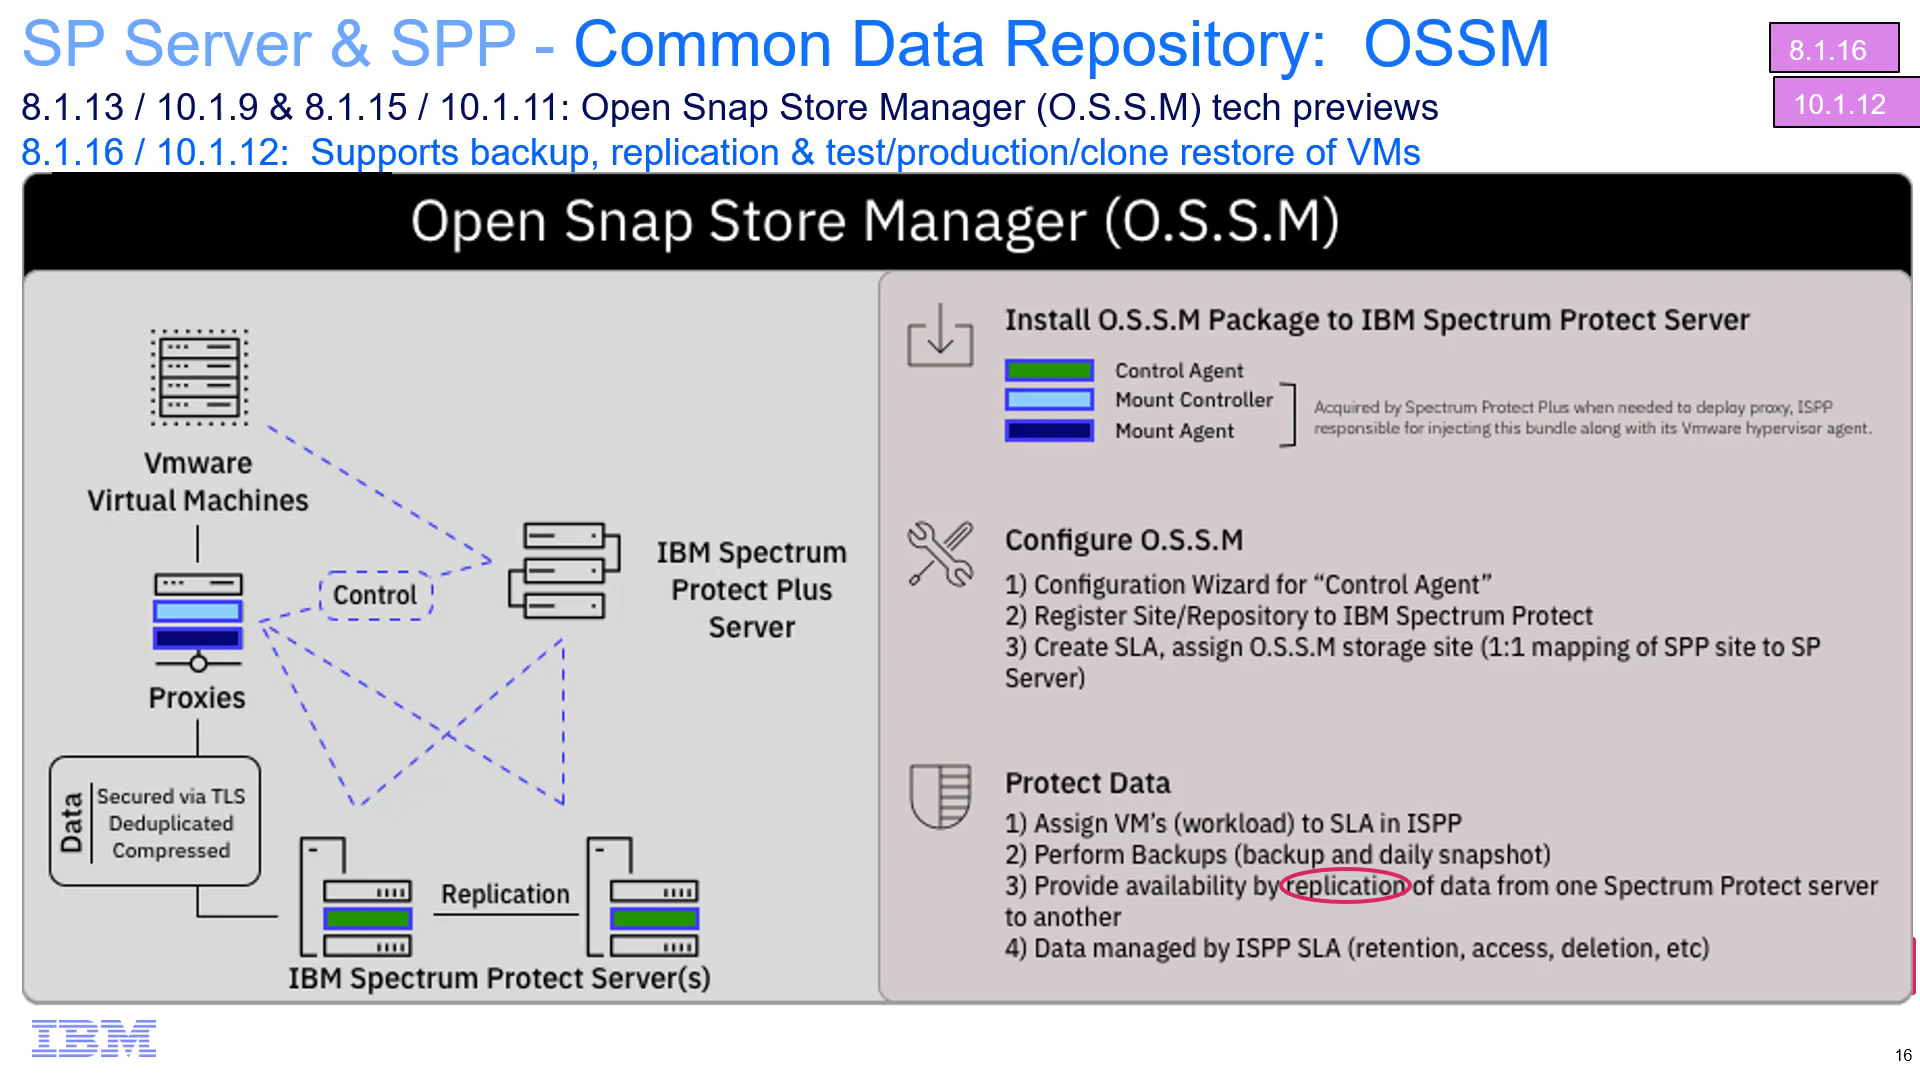 SP Server & SPP - Common Data Repository: OSSM
8.1.16
10.1.12
8.1.13 / 10.1.9 & 8.1.15 / 10.1.11: Open Snap Store Manager (O.S.S.M) tech previews
8.1.16 / 10.1.12: Supports backup, replication & test/production/clone restore of VMs
Open Snap Store Manager (O.S.S.M)
Vmware
Virtual Machines
Control
IBM Spectrum
Protect Plus
Server
Proxies
Data
Secured via TLS
Deduplicated
Compressed
Replication
IBM Spectrum Protect Server(s)
Install O.S.S.M Package to IBM Spectrum Protect Server
Control Agent
Mount Controller
Mount Agent
Acquired by Spectrum Protect Plus when needed to deploy proxy, ISPP
responsible for injecting this bundle along with its Vmware hypervisor agent.
Configure O.S.S.M
1) Configuration Wizard for “Control Agent”
2) Register Site/Repository to IBM Spectrum Protect
3) Create SLA, assign O.S.S.M storage site (1:1 mapping of SPP site to SP
Server)
Protect Data
1) Assign VM’s (workload) to SLA in ISPP
2) Perform Backups (backup and daily snapshot)
3) Provide availability by replication of data from one Spectrum Protect server
to another
4) Data managed by ISPP SLA (retention, access, deletion, etc)
IBM
16